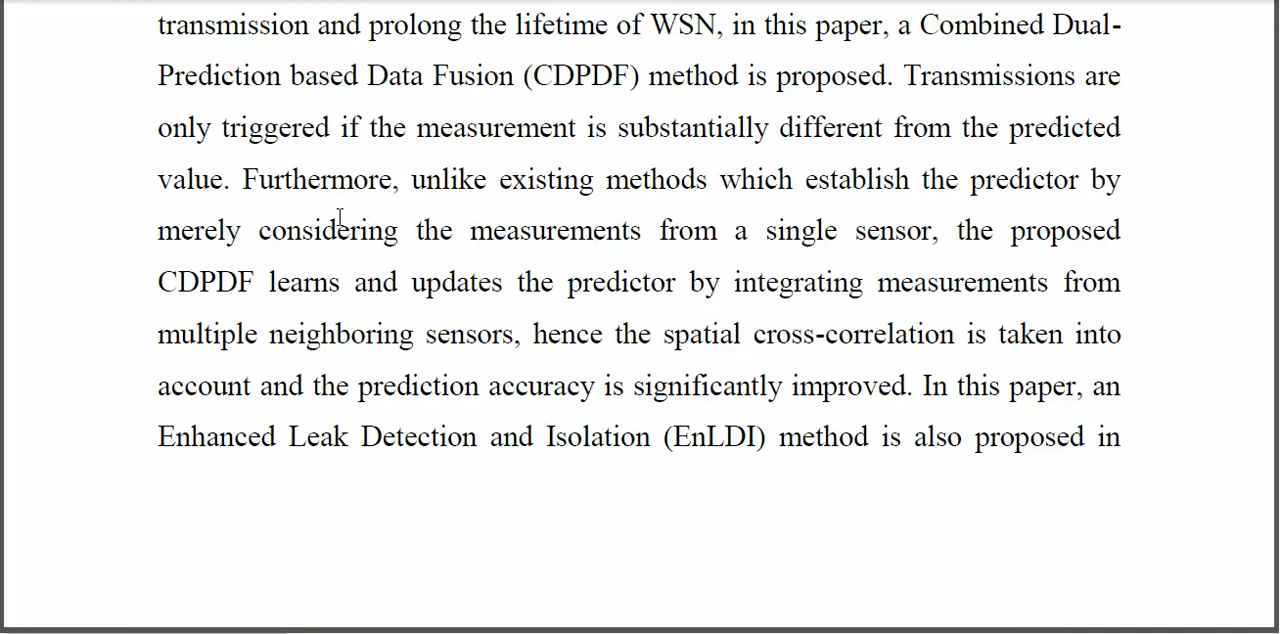 transmission and prolong the lifetime of WSN, in this paper, a Combined Dual-
Prediction based Data Fusion (CDPDF) method is proposed. Transmissions are
only triggered if the measurement is substantially different from the predicted
value. Furthermore, unlike existing methods which establish the predictor by
merely considering the measurements from a single sensor, the proposed
CDPDF learns and updates the predictor by integrating measurements from
multiple neighboring sensors, hence the spatial cross-correlation is taken into
account and the prediction accuracy is significantly improved. In this paper, an
Enhanced Leak Detection and Isolation (EnLDI) method is also proposed in